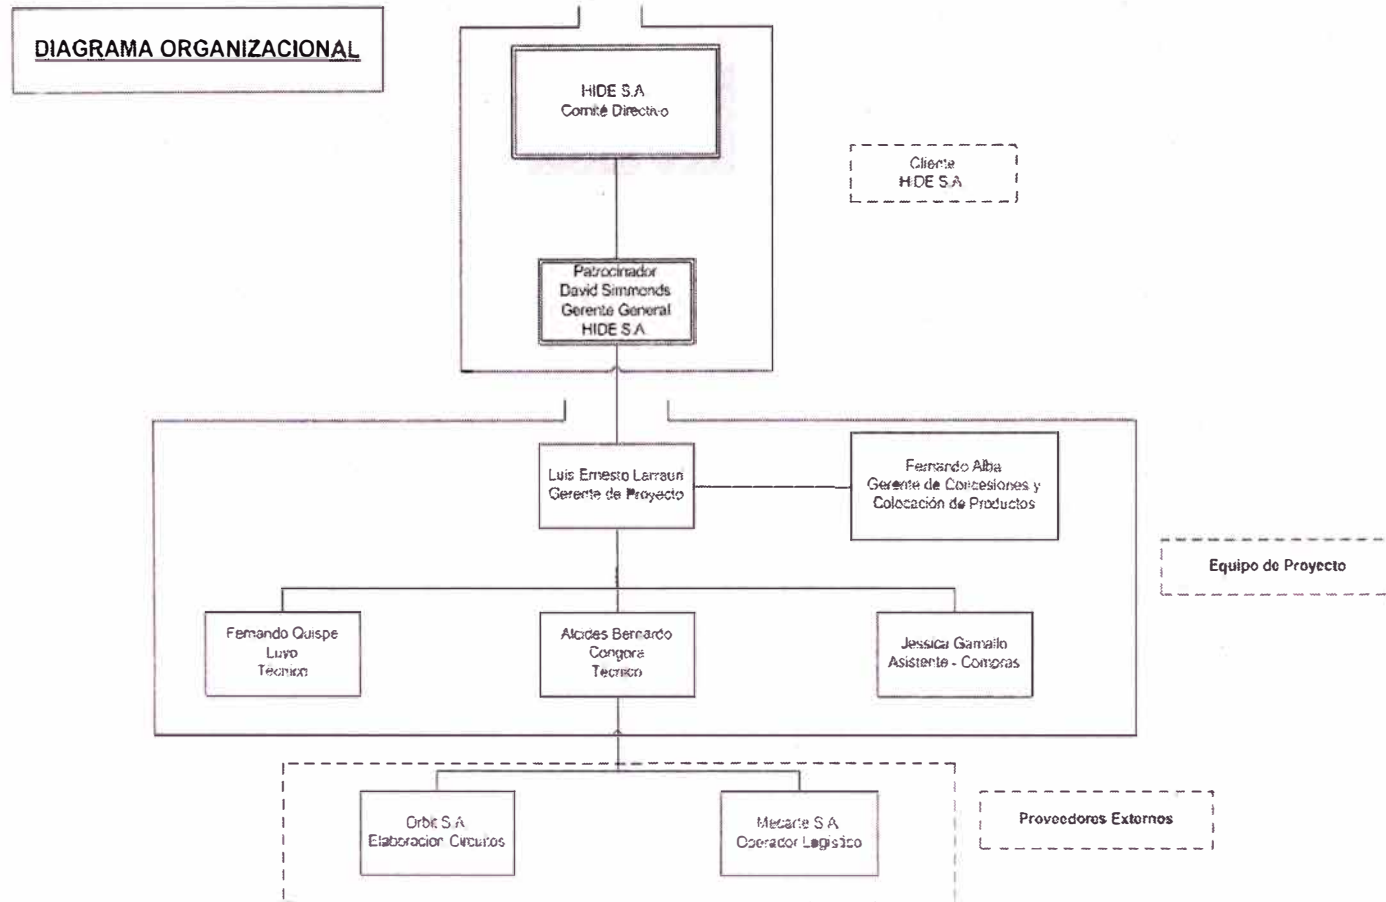 DIAGRAMA ORGANIZACIONAL
HIDE S.A
Comité Directivo
Cliente
HIDE S.A
Patrocinador
David Simmonds
Gerente General
HIDE S.A
Luis Ernesto Larrauri
Gerente de Proyecto
Fernando Alba
Gerente de Concesiones y
Colocación de Productos
Equipo de Proyecto
Fernando Quispe
Luyo
Técnico
Alcides Bernardo
Congora
Técnico
Jessica Gamallo
Asistente - Compras
Orbit S.A
Elaboracion Circuitos
Mecarte S.A
Operador Logistico
Proveedores Externos